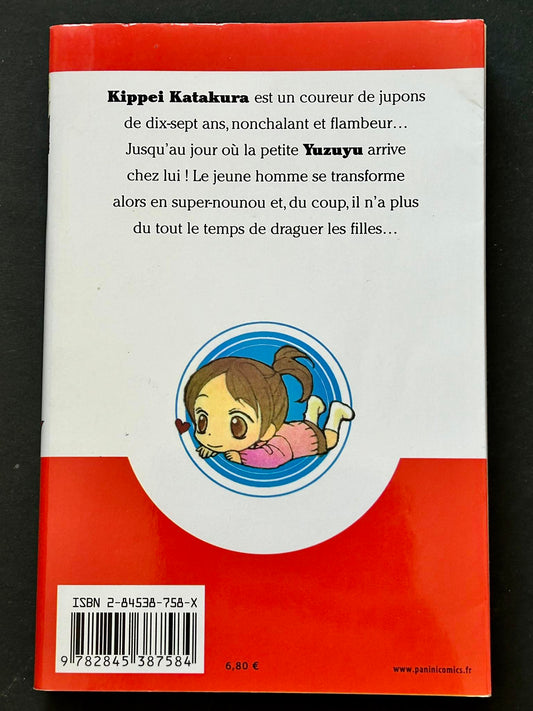 Kippei Katakura est un coureur de jupons
de dix-sept ans, nonchalant et flambeur...
Jusqu'au jour où la petite Yuzuyu arrive
chez lui ! Le jeune homme se transforme
alors en super-nounou et, du coup, il n'a plus
du tout le temps de draguer les filles...
ISBN 2-84538-758-X
9 782845 387584
6,80 €
www.paninicomics.fr